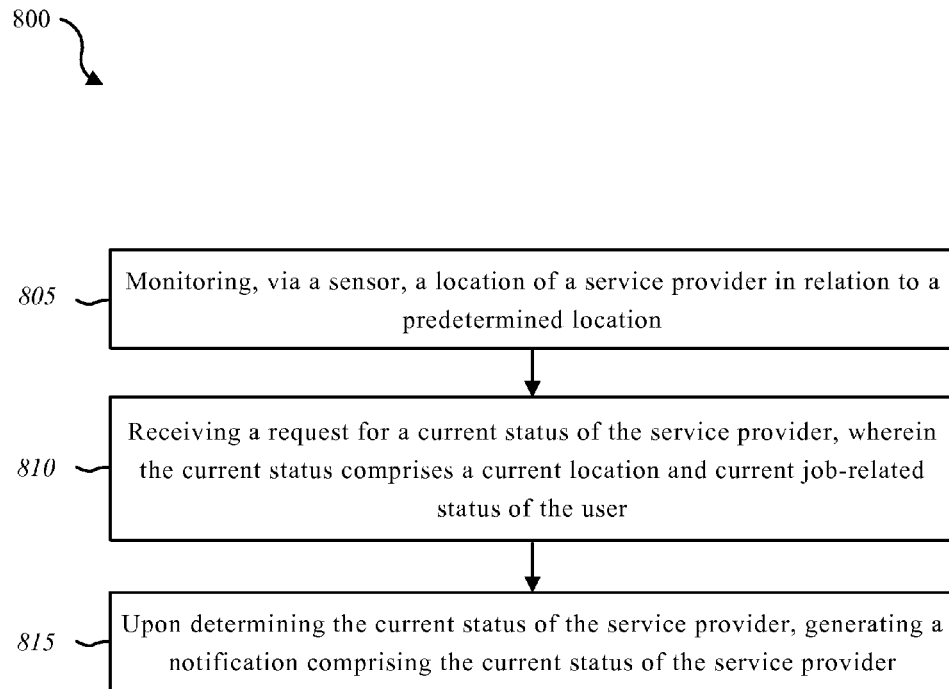 800
805
Monitoring, via a sensor, a location of a service provider in relation to a
predetermined location
810
Receiving a request for a current status of the service provider, wherein
the current status comprises a current location and current job-related
status of the user
815
Upon determining the current status of the service provider, generating a
notification comprising the current status of the service provider